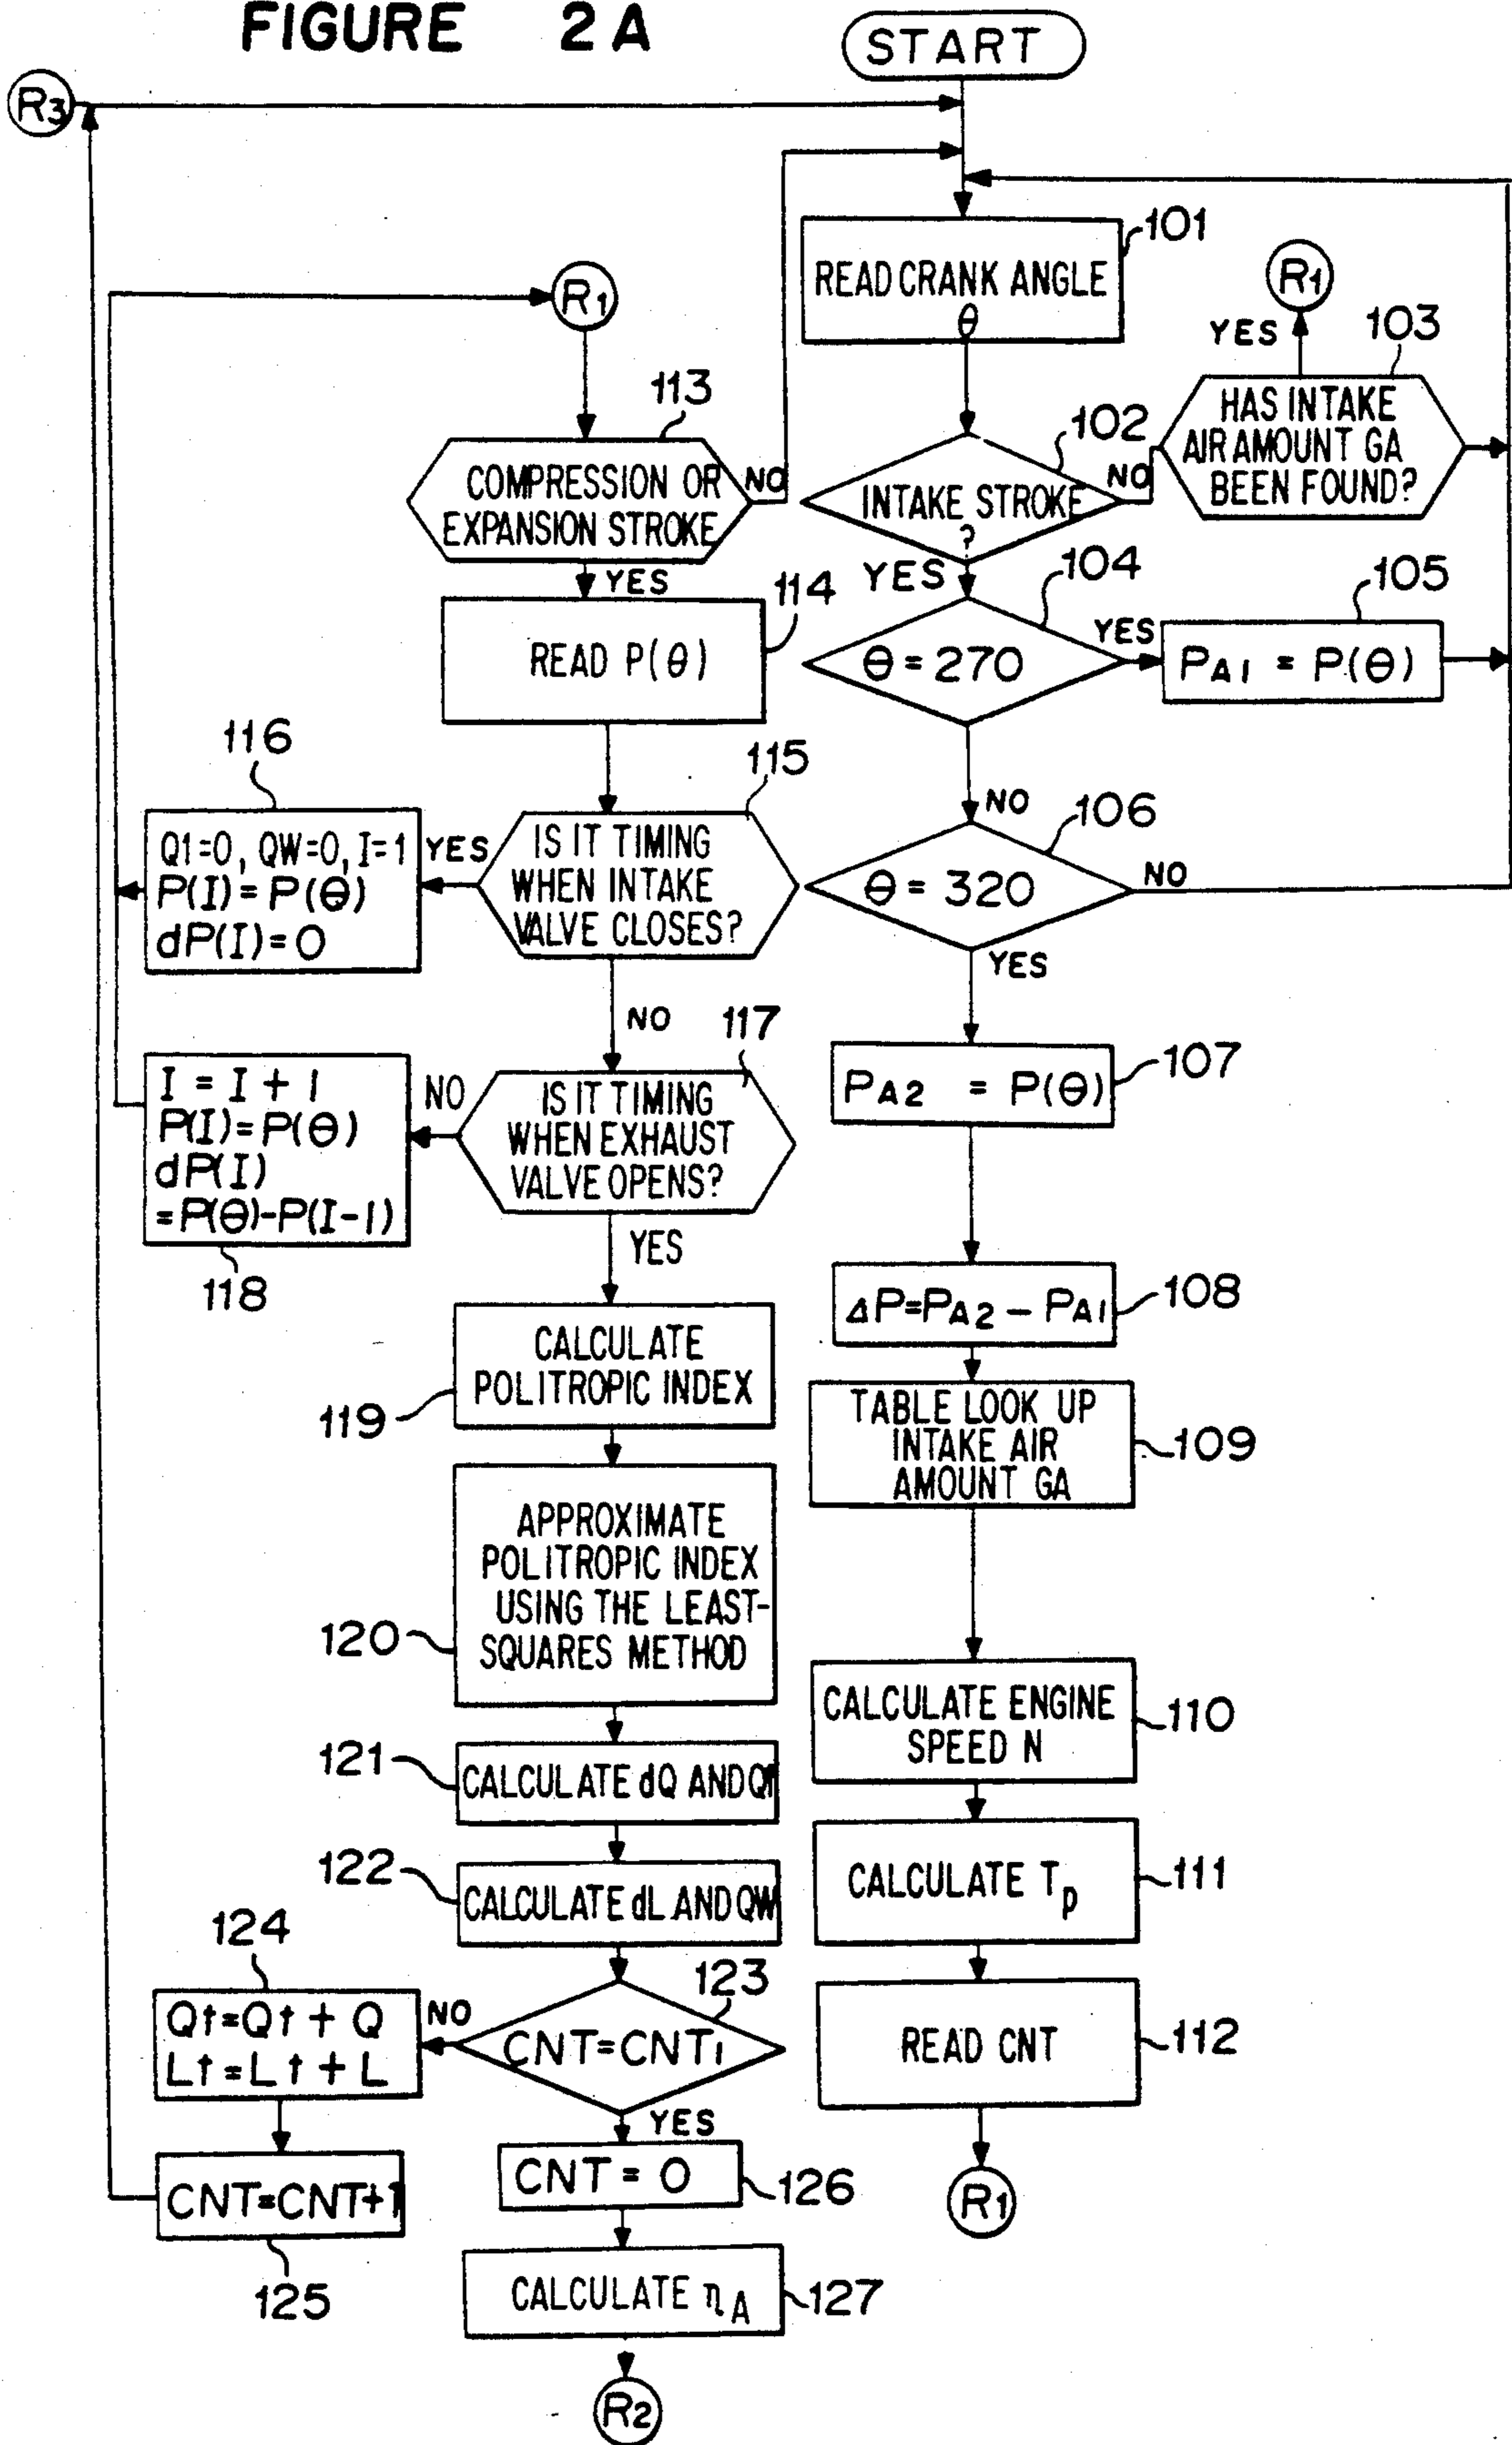 FIGURE 2A
START
R3
101
READ CRANK ANGLE
θ
R1
YES
103
HAS INTAKE
AIR AMOUNT GA
BEEN FOUND?
102
NO
INTAKE STROKE
?
YES
104
θ = 270
YES
105
PA1 = P(θ)
NO
106
θ = 320
NO
YES
107
PA2 = P(θ)
108
ΔP=PA2 − PA1
109
TABLE LOOK UP
INTAKE AIR
AMOUNT GA
110
CALCULATE ENGINE
SPEED N
111
CALCULATE Tp
112
READ CNT
R1
R1
113
COMPRESSION OR
EXPANSION STROKE
NO
YES
114
READ P(θ)
115
IS IT TIMING
WHEN INTAKE
VALVE CLOSES?
YES
116
Q1=0, QW=0, I=1
P(I)=P(θ)
dP(I)=0
NO
117
IS IT TIMING
WHEN EXHAUST
VALVE OPENS?
NO
I = I + 1
P(I)=P(θ)
dP(I)
=P(θ)-P(I-1)
118
YES
119
CALCULATE
POLITROPIC INDEX
120
APPROXIMATE
POLITROPIC INDEX
USING THE LEAST-
SQUARES METHOD
121
CALCULATE dQ AND Q1
122
CALCULATE dL AND QW
123
CNT=CNT1
NO
124
Qt=Qt + Q
Lt=Lt + L
CNT=CNT+1
125
YES
CNT = 0
126
CALCULATE ηA
127
R2